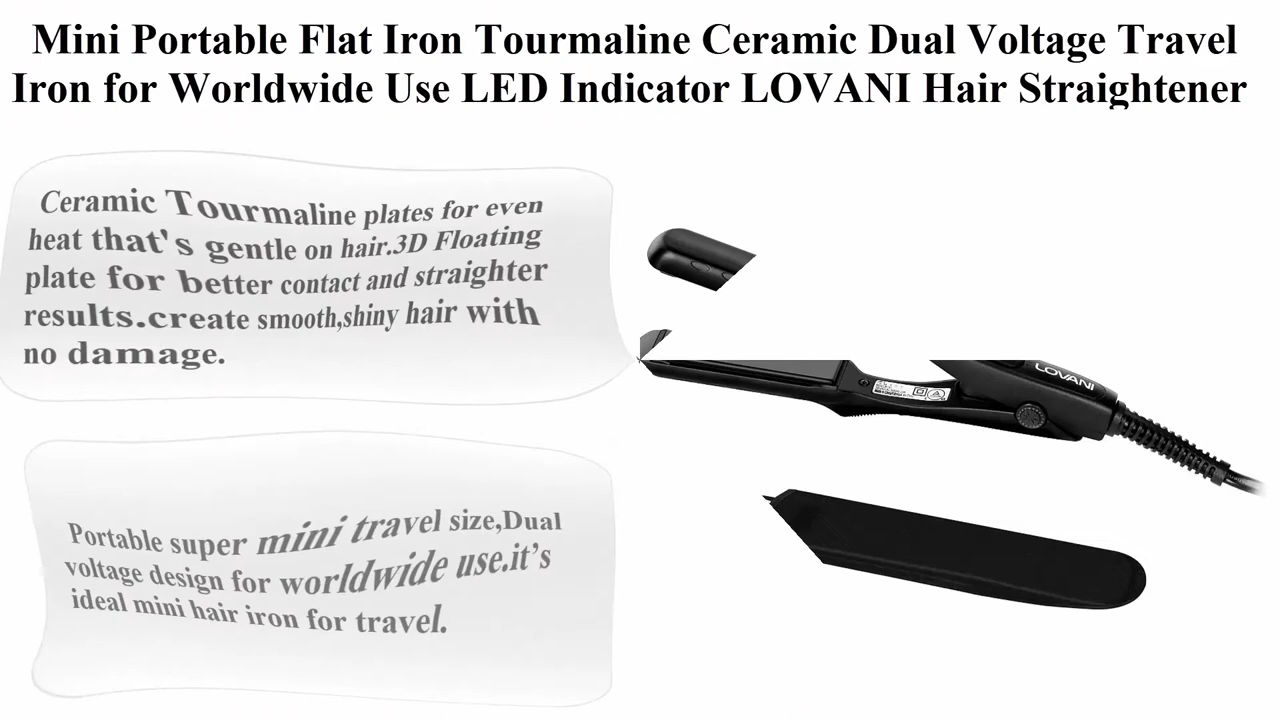 Mini Portable Flat Iron Tourmaline Ceramic Dual Voltage Travel
Iron for Worldwide Use LED Indicator LOVANI Hair Straightener
Ceramic Tourmaline plates for even
heat that's gentle on hair.3D Floating
plate for better contact and straighter
results.create smooth,shiny hair with
no damage.
LOVANI
Portable super mini travel size,Dual
voltage design for worldwide use.it’s
ideal mini hair iron for travel.